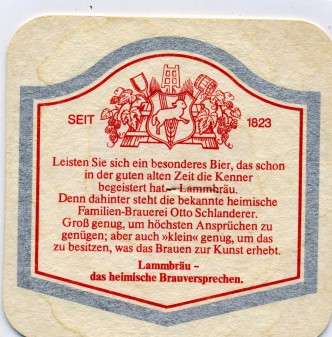 SEIT 1823
Leisten Sie sich ein besonderes Bier, das schon
in der guten alten Zeit die Kenner
begeistert hat – Lammbräu.
Denn dahinter steht die bekannte heimische
Familien-Brauerei Otto Schlanderer.
Groß genug, um höchsten Ansprüchen zu
genügen; aber auch »klein« genug, um das
zu besitzen, was das Brauen zur Kunst erhebt.
Lammbräu –
das heimische Brauversprechen.